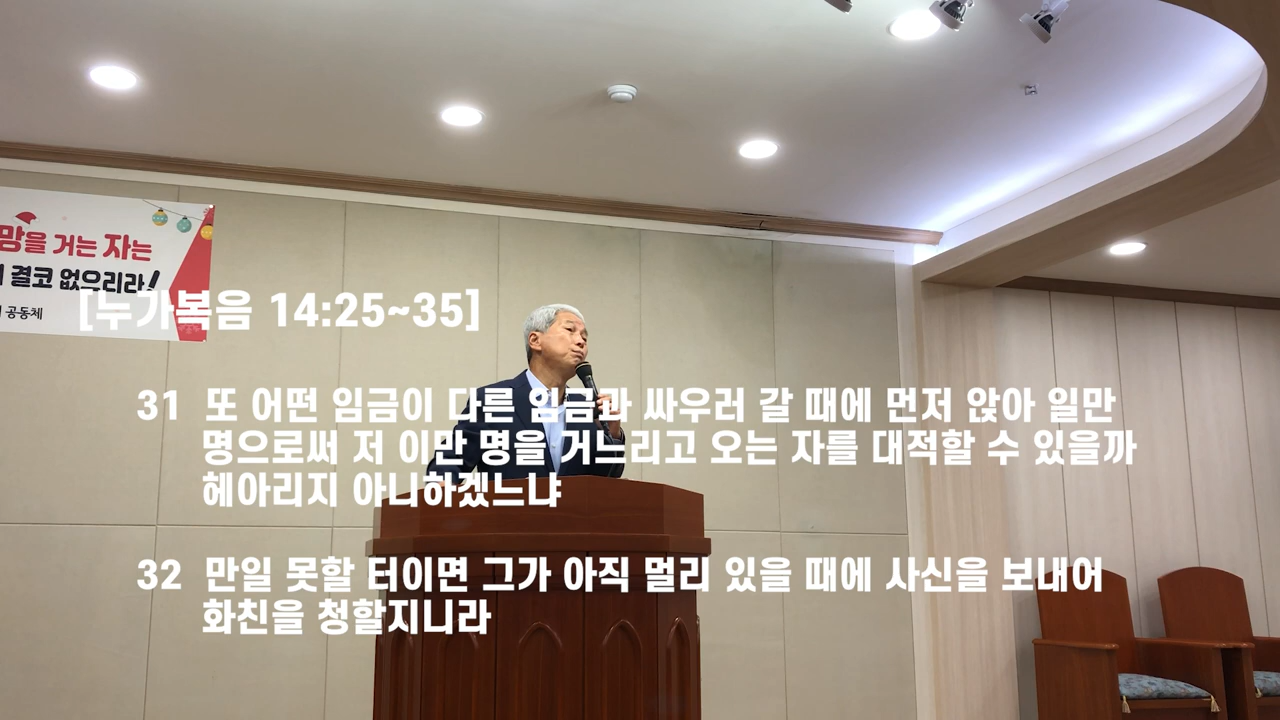 망을 거는 자는
결코 없으리라!
공동체
[누가복음 14:25~35]
31 또 어떤 임금이 다른 임금과 싸우러 갈 때에 먼저 앉아 일만
명으로써 저 이만 명을 거느리고 오는 자를 대적할 수 있을까
헤아리지 아니하겠느냐
32 만일 못할 터이면 그가 아직 멀리 있을 때에 사신을 보내어
화친을 청할지니라